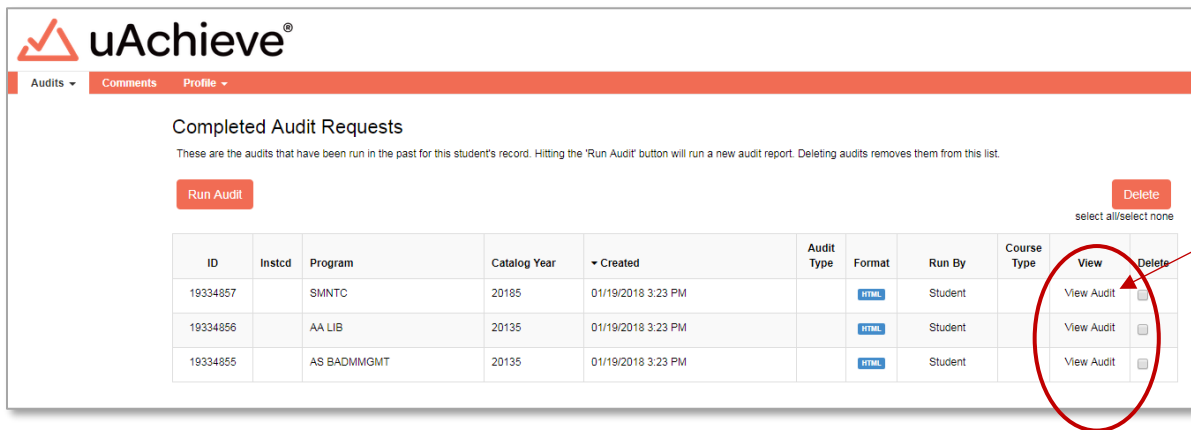 uAchieve®
Audits Comments Profile
Completed Audit Requests
These are the audits that have been run in the past for this student's record. Hitting the 'Run Audit' button will run a new audit report. Deleting audits removes them from this list.
Run Audit
Delete
select all/select none
ID Instcd Program Catalog Year Created Audit Type Format Run By Course Type View Delete
19334857 SMNTC 20185 01/19/2018 3:23 PM HTML Student View Audit
19334856 AA LIB 20135 01/19/2018 3:23 PM HTML Student View Audit
19334855 AS BADMMGMT 20135 01/19/2018 3:23 PM HTML Student View Audit